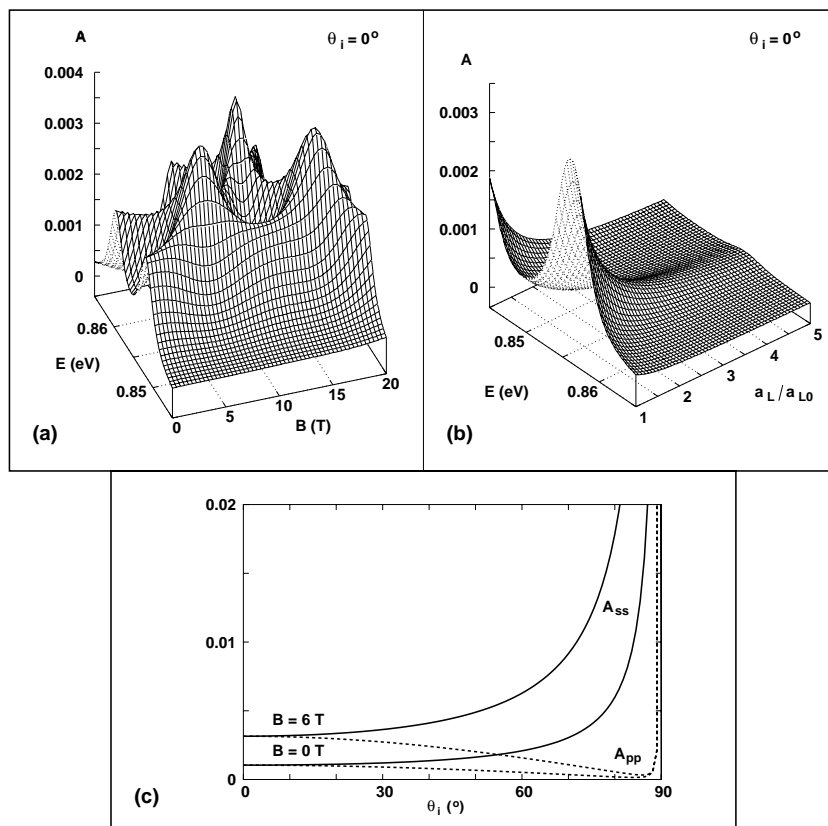 A
θ i = 0°
0.004
0.003
0.002
0.001
0
0.86
E (eV)
0.85
0
5
10
15
20
B (T)
(a)
A
θ i = 0°
0.003
0.002
0.001
0
0.85
E (eV)
0.86
1
2
3
4
5
a L / a L0
(b)
0.02
0.01
0
A ss
B = 6 T
B = 0 T
A pp
0
30
60
90
θ i (°)
(c)